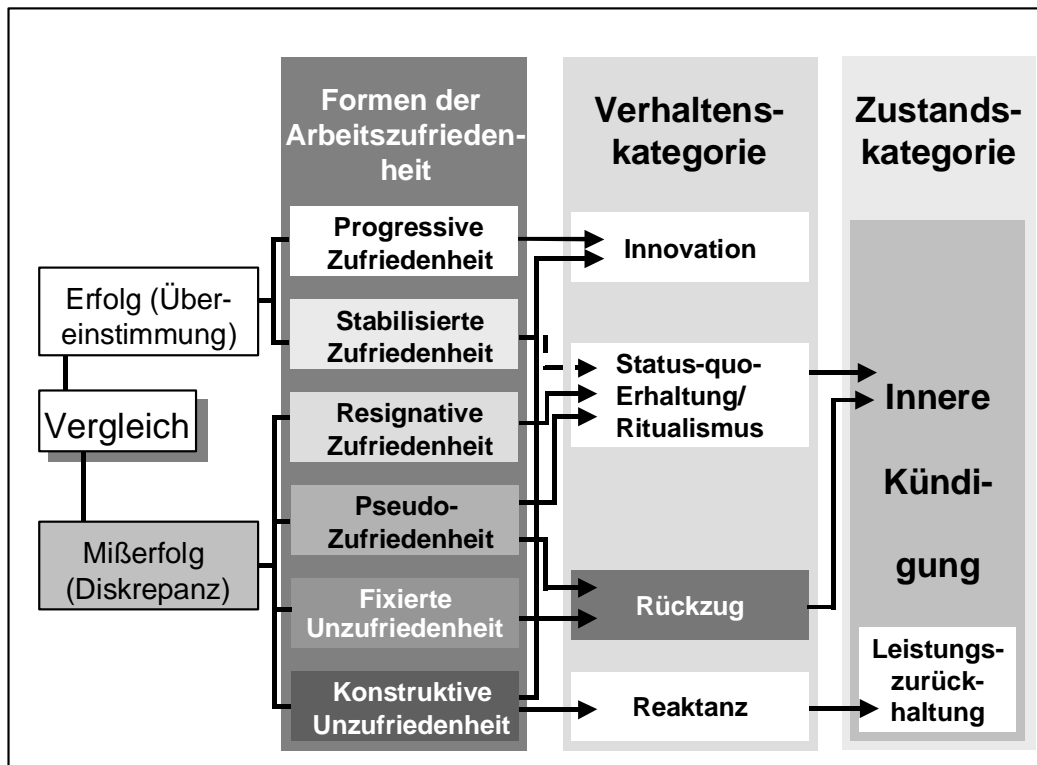 Formen der
Arbeitszufrieden-
heit
Verhaltens-
kategorie
Zustands-
kategorie
Erfolg (Über-
einstimmung)
Vergleich
Mißerfolg
(Diskrepanz)
Progressive
Zufriedenheit
Stabilisierte
Zufriedenheit
Resignative
Zufriedenheit
Pseudo-
Zufriedenheit
Fixierte
Unzufriedenheit
Konstruktive
Unzufriedenheit
Innovation
Status-quo-
Erhaltung/
Ritualismus
Rückzug
Reaktanz
Innere
Kündi-
gung
Leistungs-
zurück-
haltung